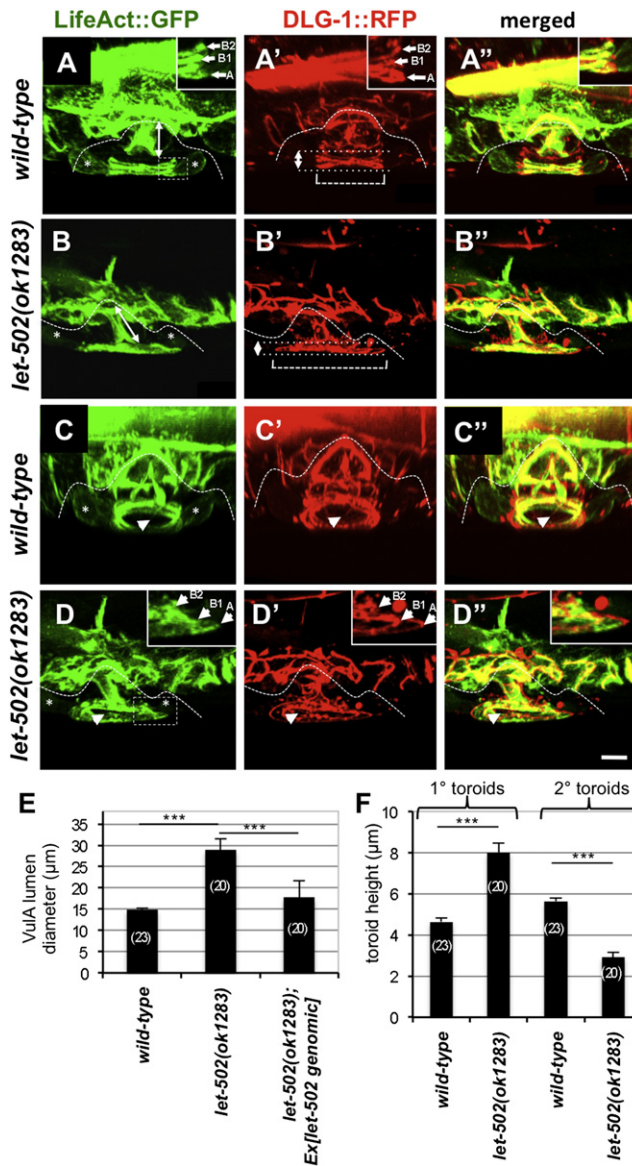 LifeAct::GFP DLG-1::RFP merged
wild-type
A B2 B1 A
A' B2 B1 A
A"
let-502(ok1283)
B B' B"
wild-type
C C' C"
let-502(ok1283)
D B2 B1 A
D' B2 B1 A
D"
* * * * * * * * * * * *
E
VulA lumen diameter (µm)
35
30
25
20
15
10
5
0
*** ***
(23) (20) (20)
wild-type
let-502(ok1283)
let-502(ok1283);
Ex[let-502 genomic]
F
1° toroids 2° toroids
toroid height (µm)
10
8
6
4
2
0
*** ***
(23) (20) (23) (20)
wild-type
let-502(ok1283)
wild-type
let-502(ok1283)